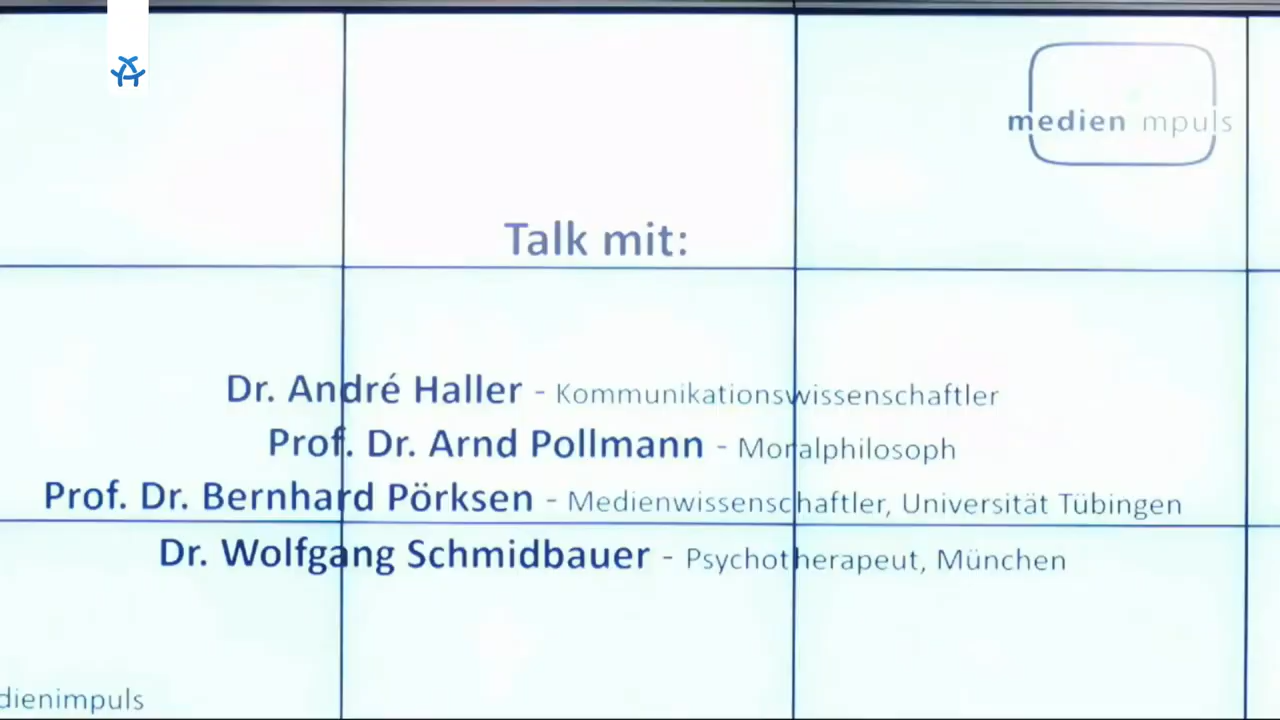 medien mpuls
Talk mit:
Dr. André Haller - Kommunikationswissenschaftler
Prof. Dr. Arnd Pollmann - Moralphilosoph
Prof. Dr. Bernhard Pörksen - Medienwissenschaftler, Universität Tübingen
Dr. Wolfgang Schmidbauer - Psychotherapeut, München
dienimpuls